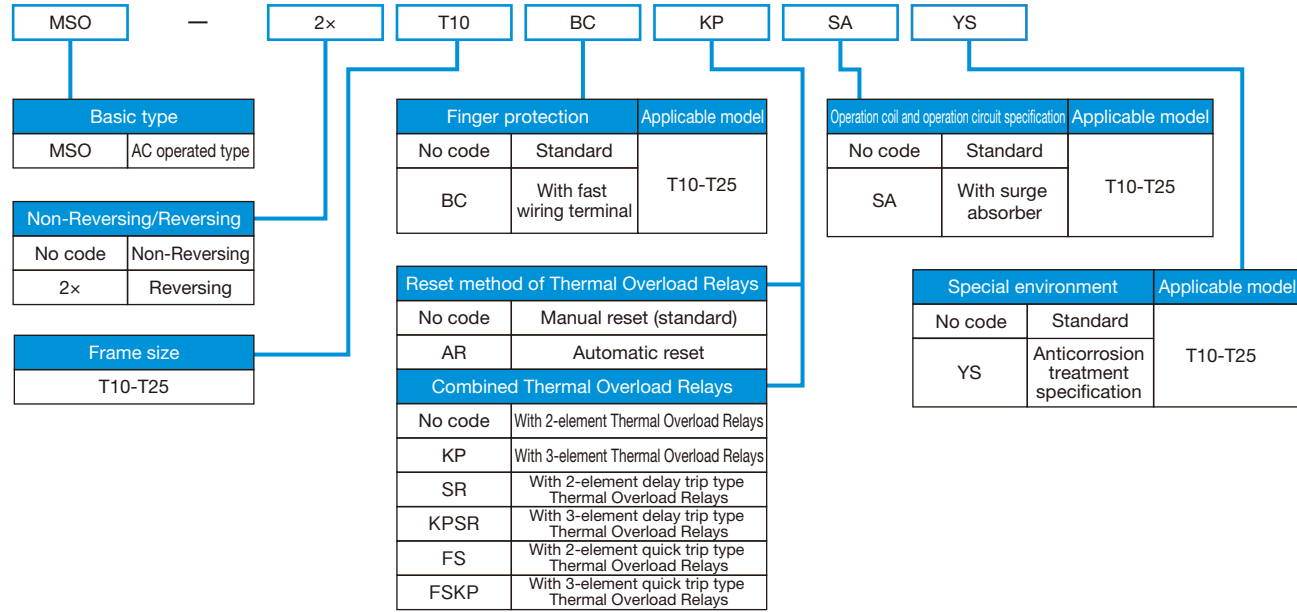 MSO — 2× T10 BC KP SA YS
Basic type
MSO AC operated type
Non-Reversing/Reversing
No code Non-Reversing
2× Reversing
Frame size
T10-T25
Finger protection Applicable model
No code Standard
BC With fast
wiring terminal
T10-T25
Reset method of Thermal Overload Relays
No code Manual reset (standard)
AR Automatic reset
Combined Thermal Overload Relays
No code With 2-element Thermal Overload Relays
KP With 3-element Thermal Overload Relays
SR With 2-element delay trip type
Thermal Overload Relays
KPSR With 3-element delay trip type
Thermal Overload Relays
FS With 2-element quick trip type
Thermal Overload Relays
FSKP With 3-element quick trip type
Thermal Overload Relays
Operation coil and operation circuit specification Applicable model
No code Standard
SA With surge
absorber
T10-T25
Special environment Applicable model
No code Standard
YS Anticorrosion
treatment
specification
T10-T25